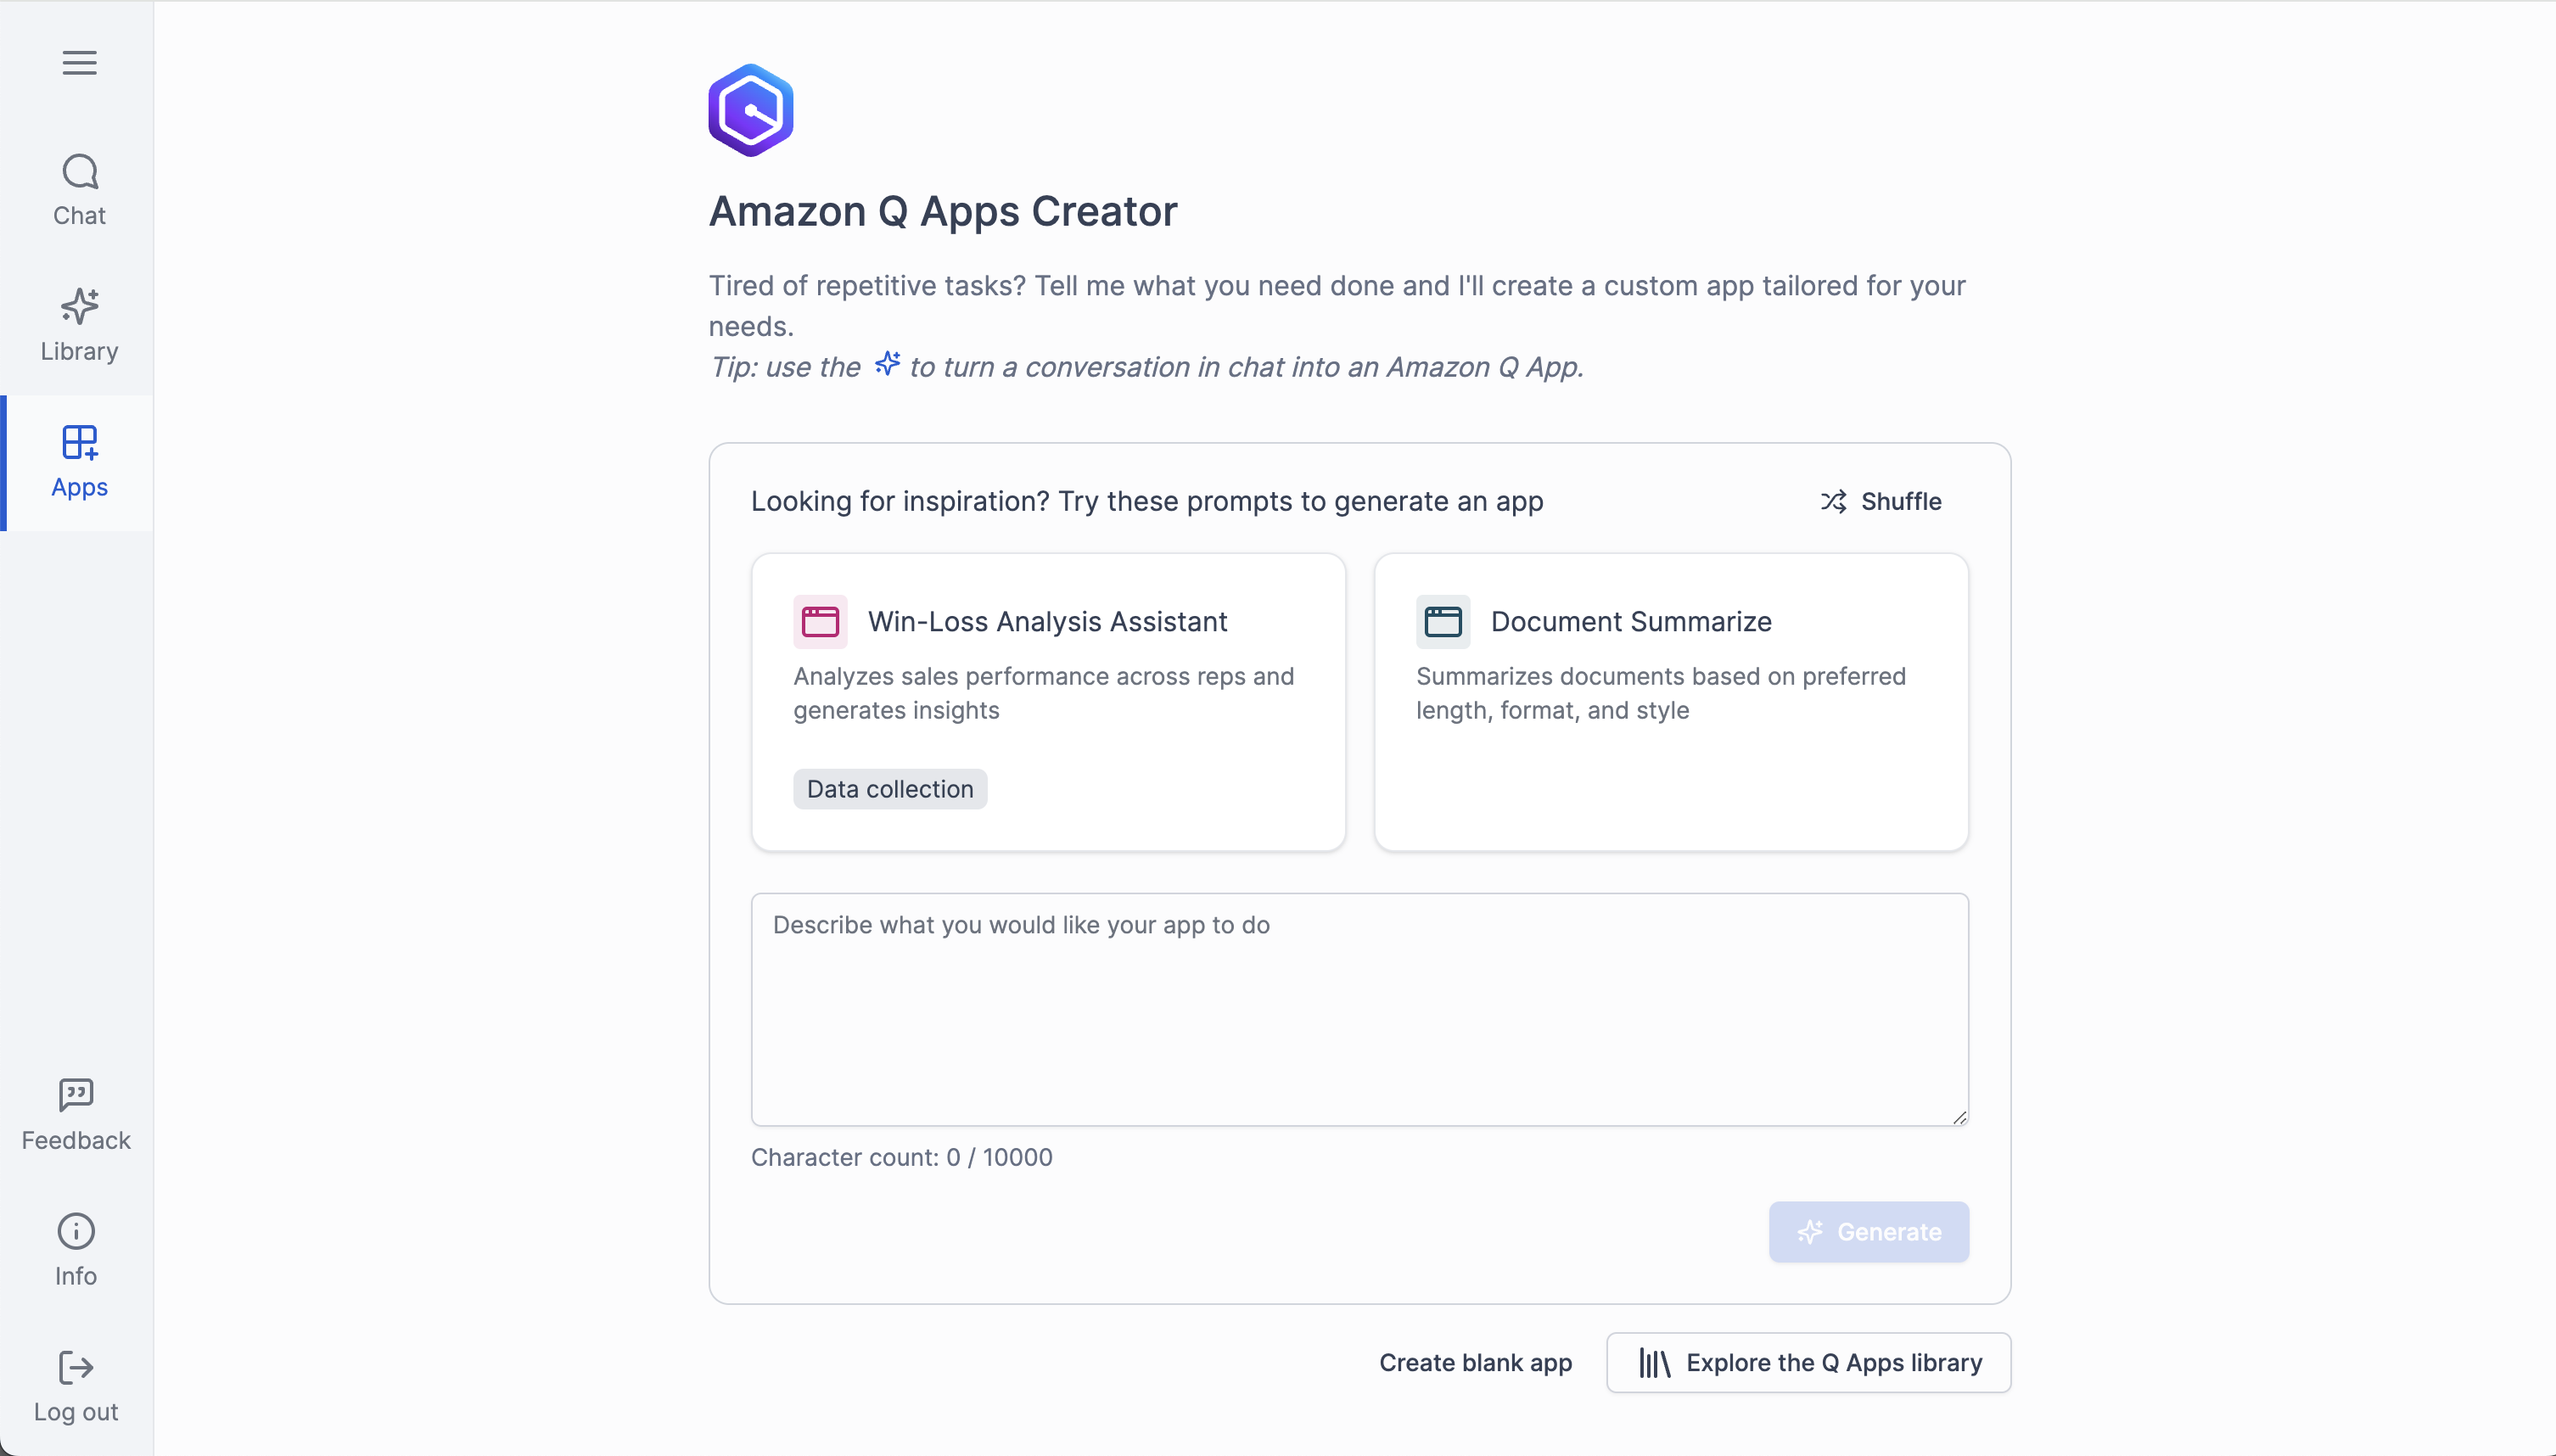 Chat
Library
Apps
Feedback
Info
Log out
Amazon Q Apps Creator
Tired of repetitive tasks? Tell me what you need done and I'll create a custom app tailored for your
needs.
Tip: use the to turn a conversation in chat into an Amazon Q App.
Looking for inspiration? Try these prompts to generate an app
Shuffle
Win-Loss Analysis Assistant
Analyzes sales performance across reps and
generates insights
Data collection
Document Summarize
Summarizes documents based on preferred
length, format, and style
Describe what you would like your app to do
Character count: 0 / 10000
Generate
Create blank app
Explore the Q Apps library